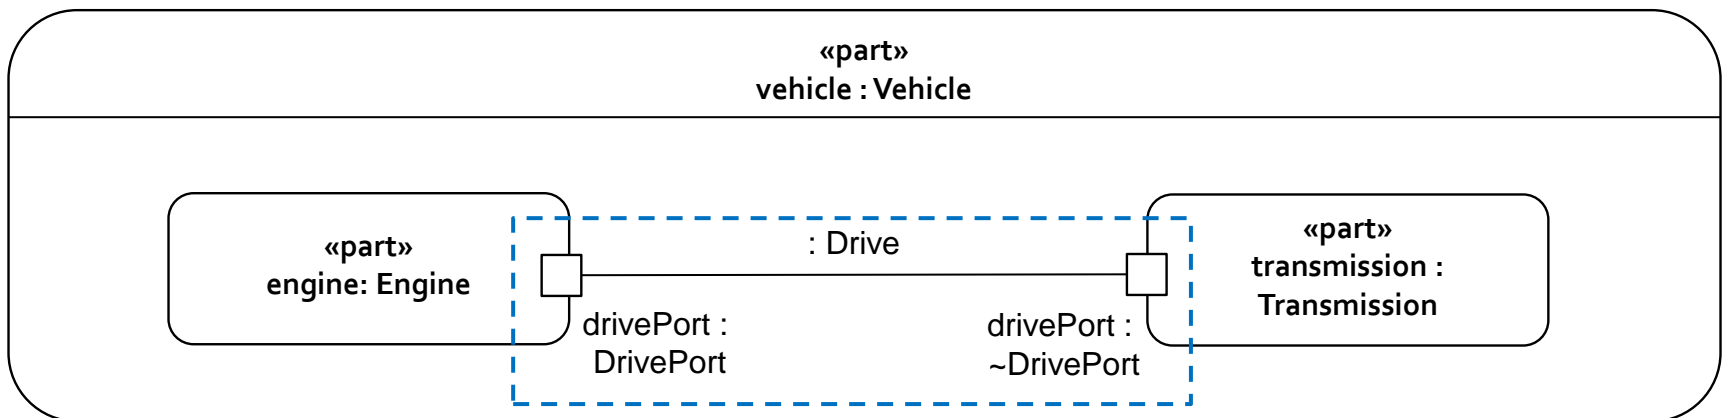 «part»
vehicle : Vehicle
«part»
engine: Engine
: Drive
«part»
transmission :
Transmission
drivePort :
DrivePort
drivePort :
~DrivePort